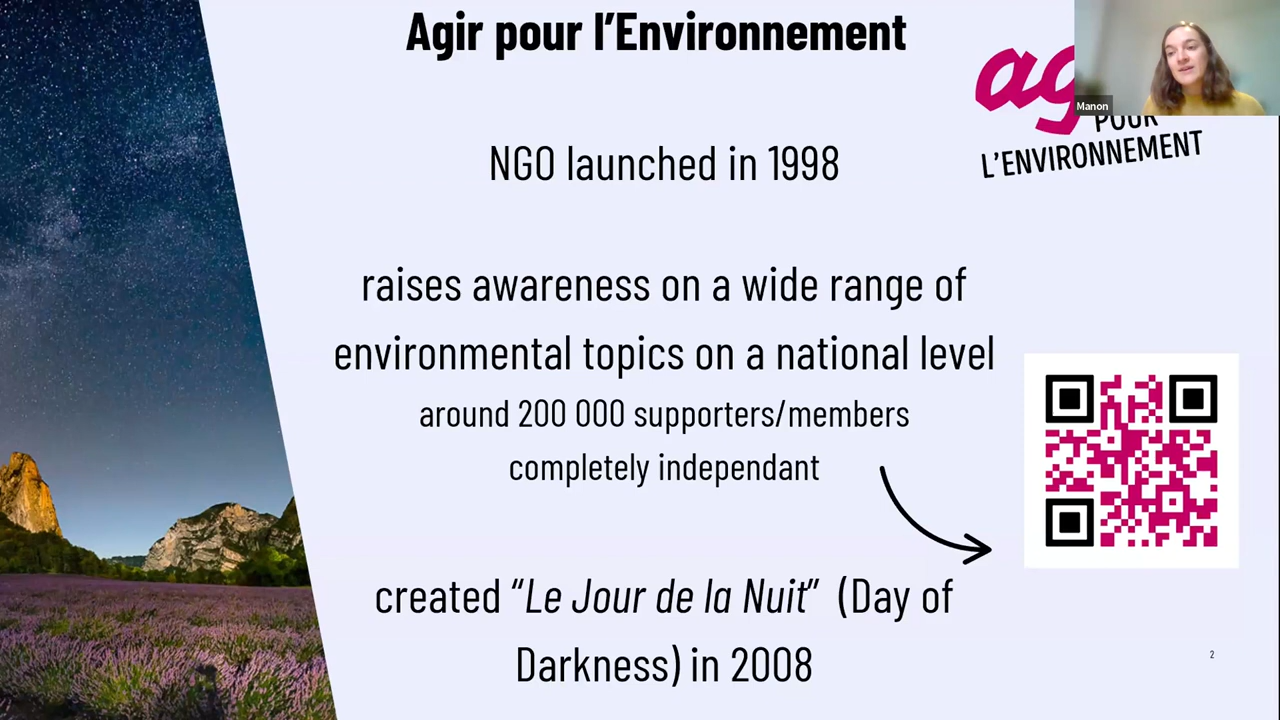 Agir pour l’Environnement
ag
Manon
POUR
L’ENVIRONNEMENT
NGO launched in 1998
raises awareness on a wide range of
environmental topics on a national level
around 200 000 supporters/members
completely independant
created “Le Jour de la Nuit” (Day of
Darkness) in 2008
2